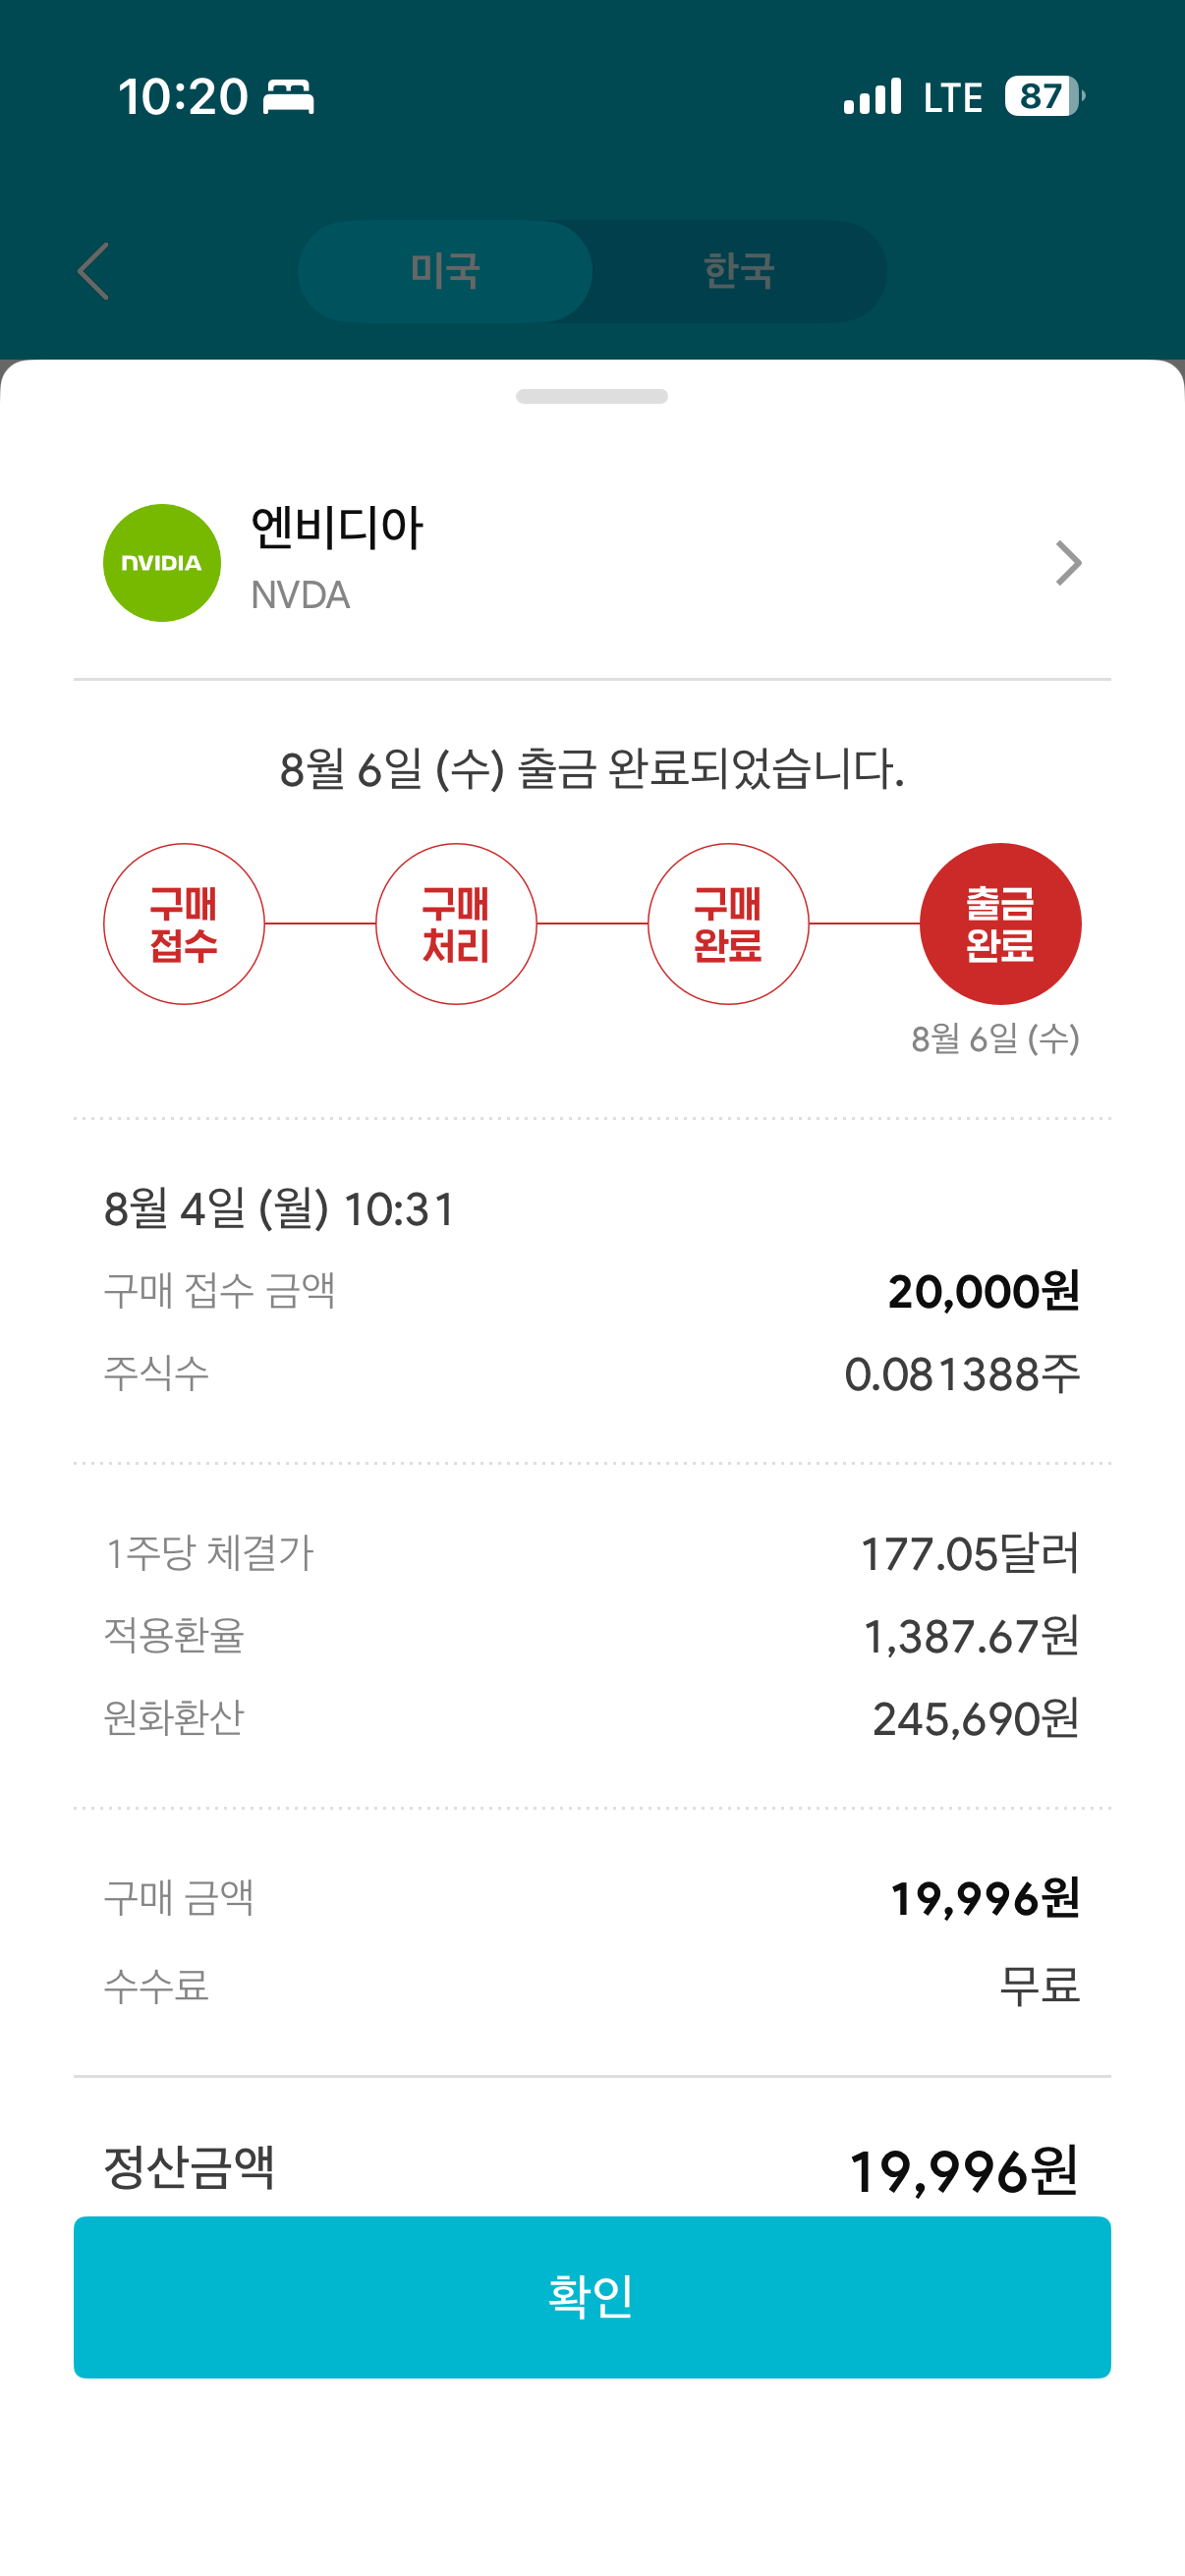 10:20 LTE 87
미국 한국
NVIDIA
엔비디아
NVDA
8월 6일 (수) 출금 완료되었습니다.
구매 접수
구매 처리
구매 완료
출금 완료
8월 6일 (수)
8월 4일 (월) 10:31
구매 접수 금액 20,000원
주식수 0.081388주
1주당 체결가 177.05달러
적용환율 1,387.67원
원화환산 245,690원
구매 금액 19,996원
수수료 무료
정산금액 19,996원
확인